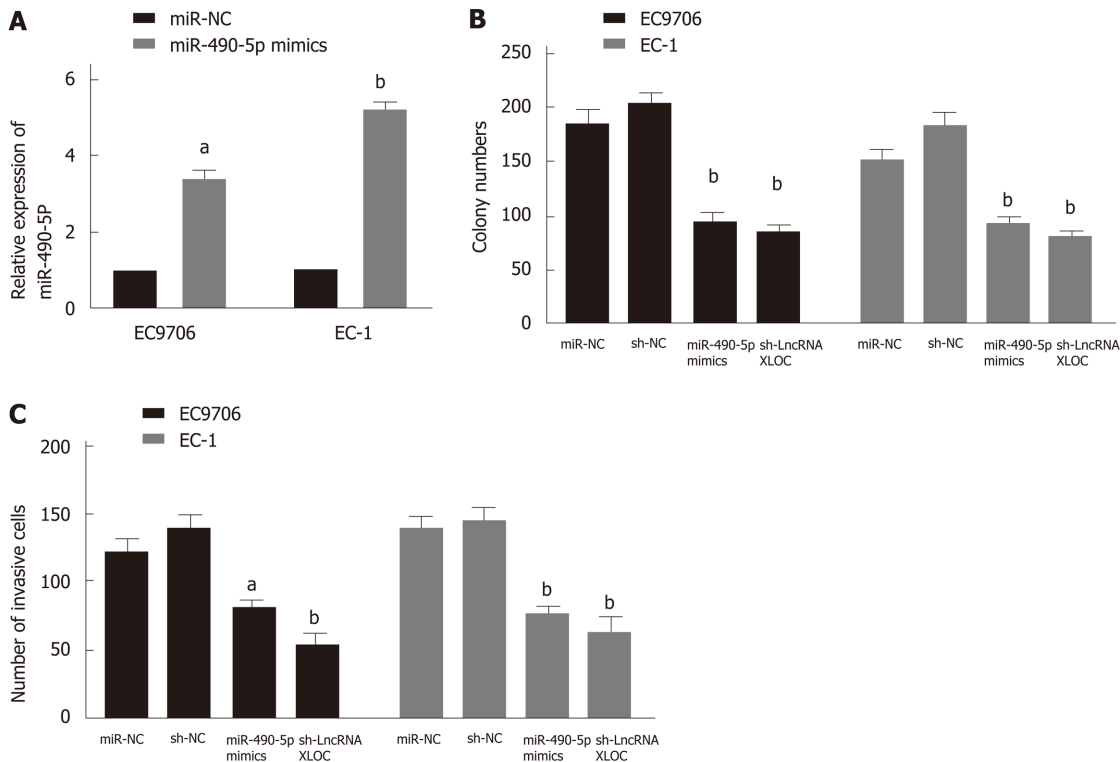 A
miR-NC
miR-490-5p mimics
Relative expression of
miR-490-5P
6
4
2
0
a
b
EC9706
EC-1
B
EC9706
EC-1
Colony numbers
250
200
150
100
50
0
b
b
b
b
miR-NC
sh-NC
miR-490-5p
mimics
sh-LncRNA
XLOC
miR-NC
sh-NC
miR-490-5p
mimics
sh-LncRNA
XLOC
C
EC9706
EC-1
Number of invasive cells
200
150
100
50
0
a
b
b
b
miR-NC
sh-NC
miR-490-5p
mimics
sh-LncRNA
XLOC
miR-NC
sh-NC
miR-490-5p
mimics
sh-LncRNA
XLOC